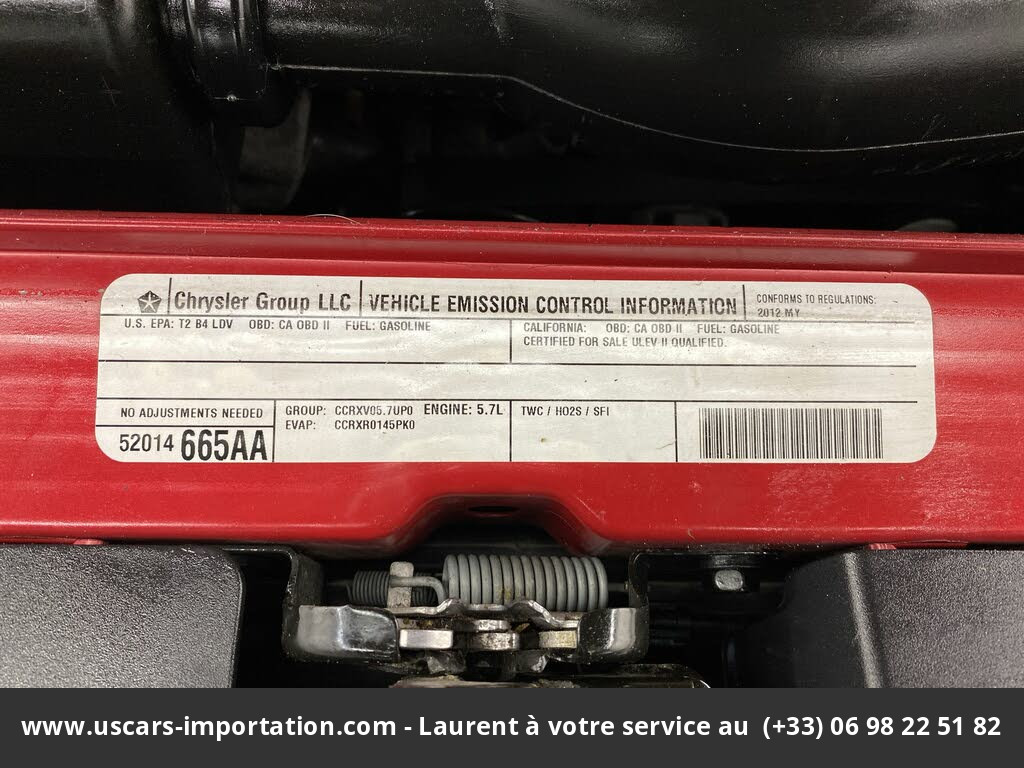 Chrysler Group LLC VEHICLE EMISSION CONTROL INFORMATION
CONFORMS TO REGULATIONS:
2012 MY
U.S. EPA: T2 B4 LDV OBD: CA OBD II FUEL: GASOLINE
CALIFORNIA: OBD: CA OBD II FUEL: GASOLINE
CERTIFIED FOR SALE ULEV II QUALIFIED.
NO ADJUSTMENTS NEEDED
52014 665AA
GROUP: CCRXV05.7UP0 ENGINE: 5.7L
EVAP: CCRXR0145PK0
TWC / HO2S / SFI
www.uscars-importation.com - Laurent à votre service au (+33) 06 98 22 51 82